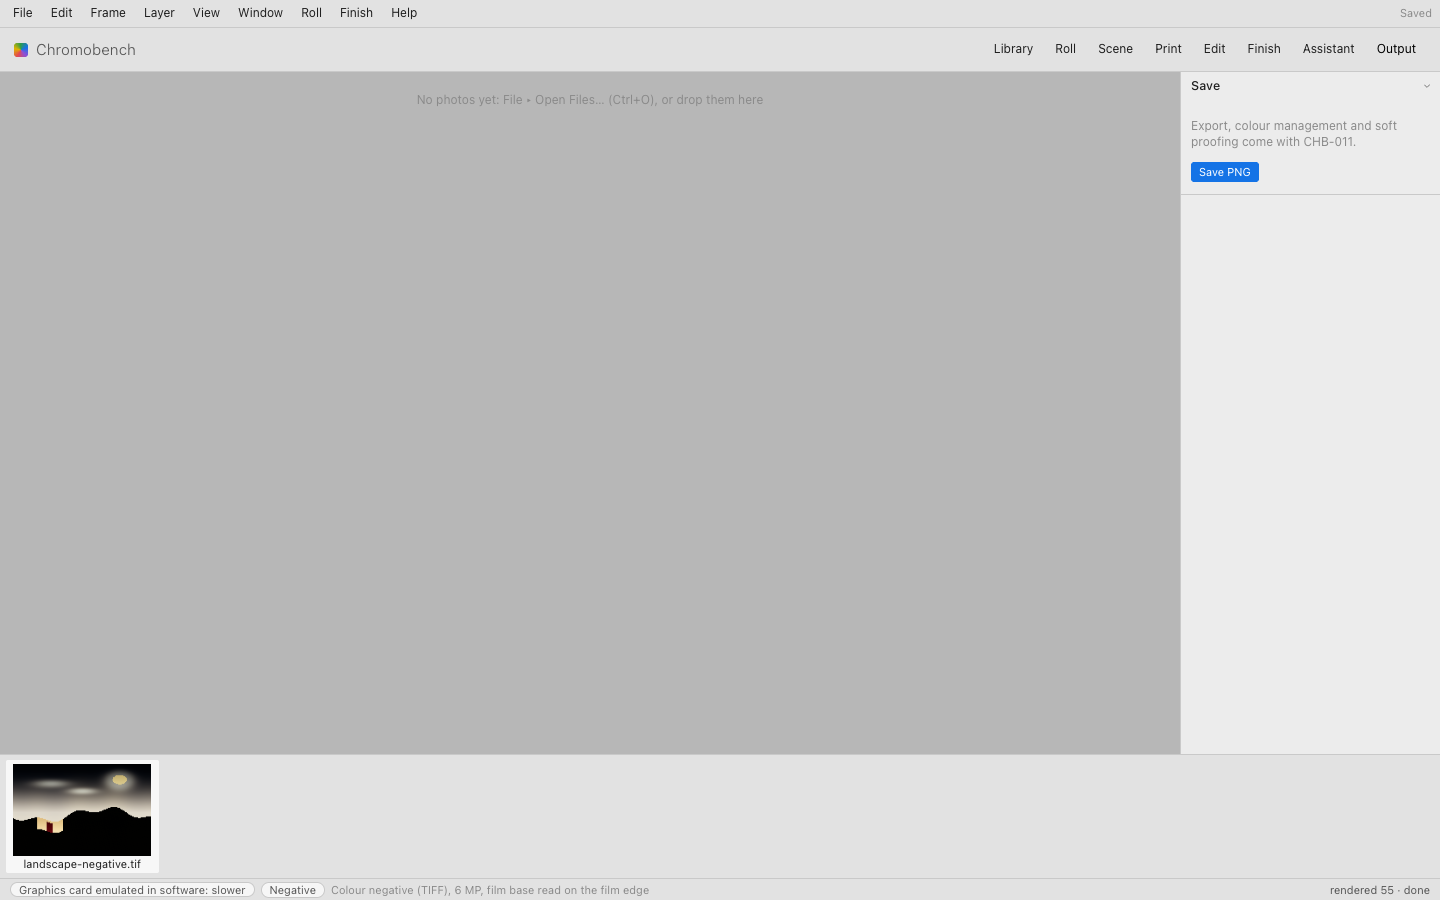 File Edit Frame Layer View Window Roll Finish Help Saved
Chromobench Library Roll Scene Print Edit Finish Assistant Output
No photos yet: File ▸ Open Files... (Ctrl+O), or drop them here
Save
Export, colour management and soft
proofing come with CHB-011.
Save PNG
landscape-negative.tif
Graphics card emulated in software: slower Negative Colour negative (TIFF), 6 MP, film base read on the film edge rendered 55 · done